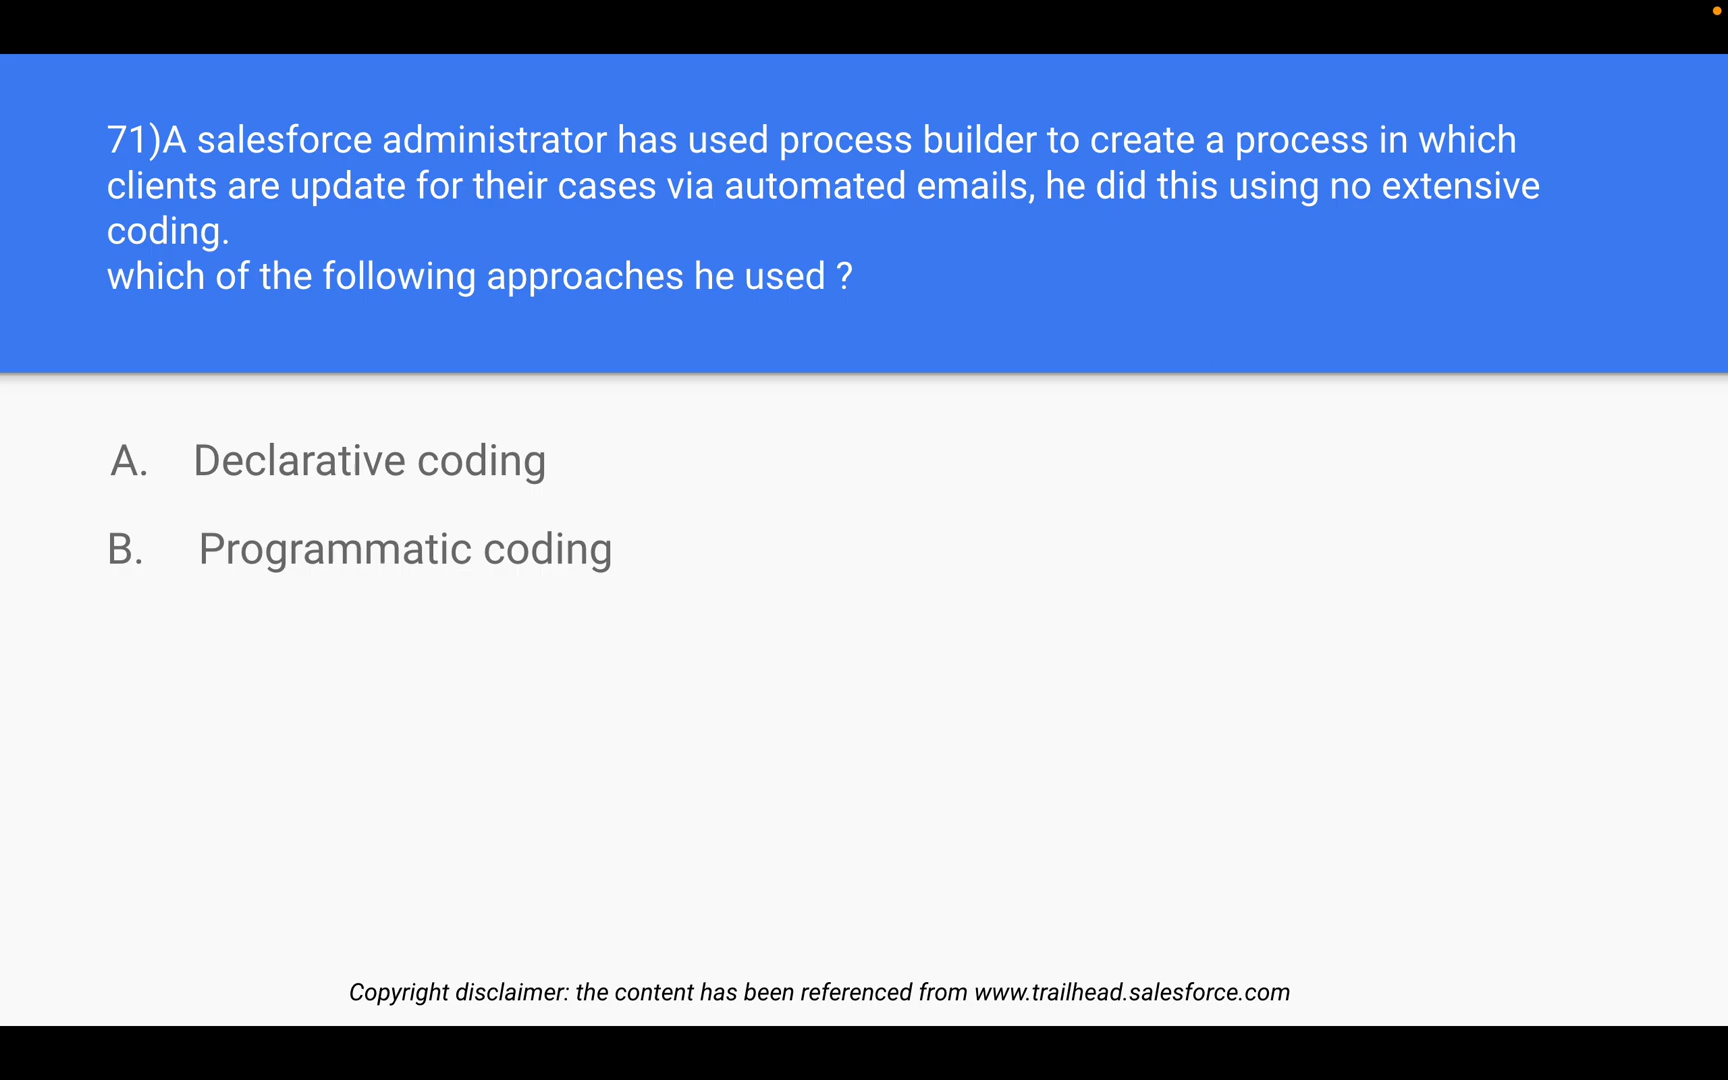 71)A salesforce administrator has used process builder to create a process in which
clients are update for their cases via automated emails, he did this using no extensive
coding.
which of the following approaches he used ?
A. Declarative coding
B. Programmatic coding
Copyright disclaimer: the content has been referenced from www.trailhead.salesforce.com